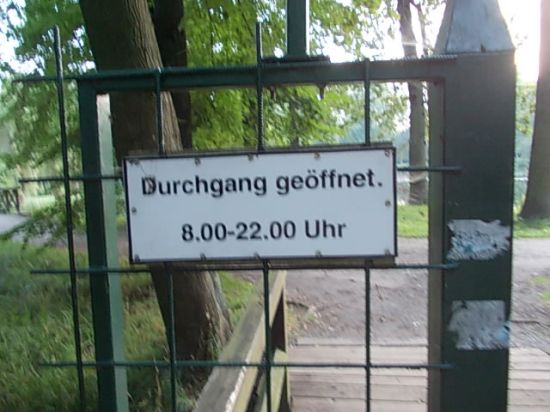 Durchgang geöffnet.
8.00-22.00 Uhr